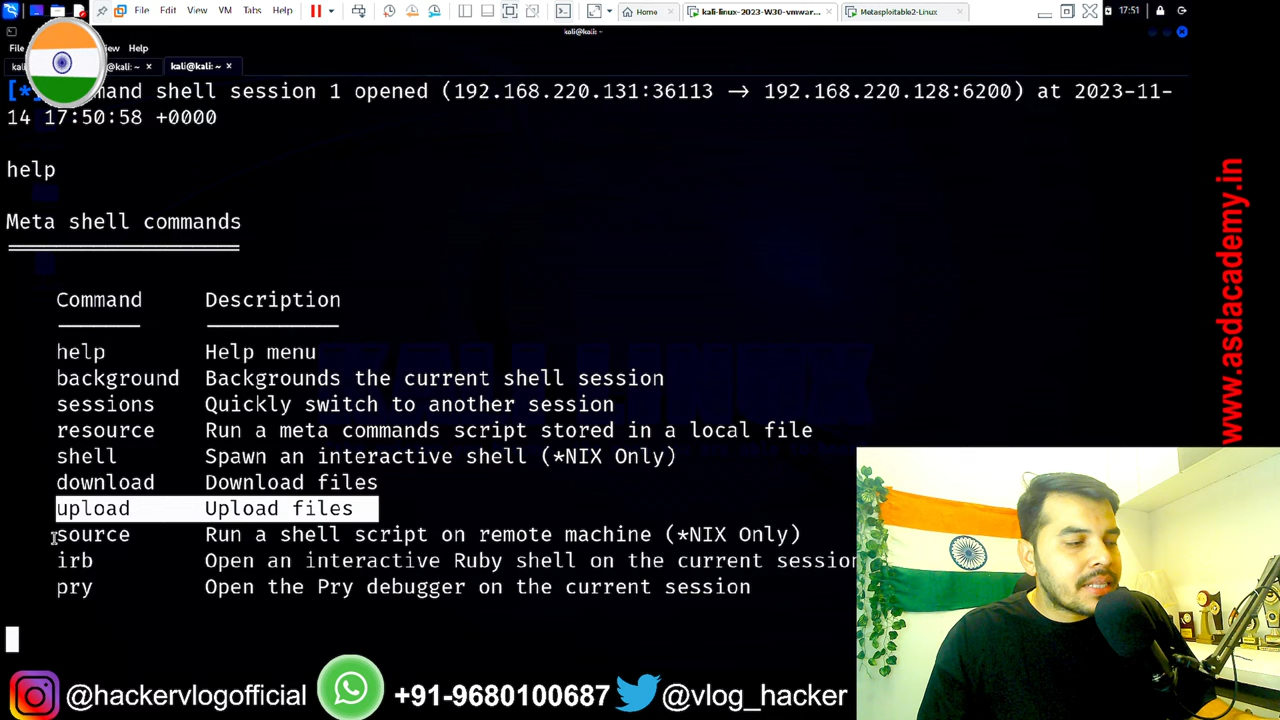 File Edit View VM Tabs Help
Home
kali-linux-2023-W30-vmwar...
Metasploitable2-Linux
17:51
kali@kali: ~
File
Help
kali@kali: ~
[*] Command shell session 1 opened (192.168.220.131:36113 → 192.168.220.128:6200) at 2023-11-
14 17:50:58 +0000
help
Meta shell commands
Command Description
help Help menu
background Backgrounds the current shell session
sessions Quickly switch to another session
resource Run a meta commands script stored in a local file
shell Spawn an interactive shell (*NIX Only)
download Download files
upload Upload files
source Run a shell script on remote machine (*NIX Only)
irb Open an interactive Ruby shell on the current session
pry Open the Pry debugger on the current session
www.asdacademy.in
@hackervlogofficial
+91-9680100687
@vlog_hacker